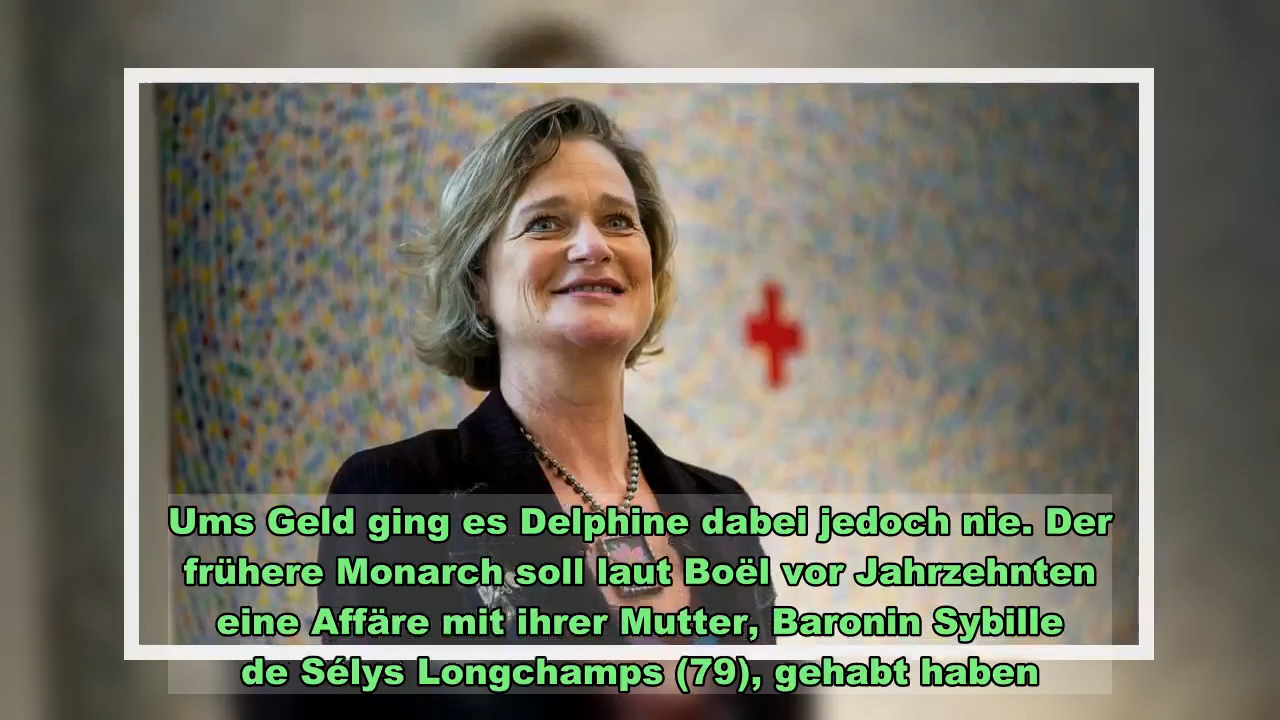 Ums Geld ging es Delphine dabei jedoch nie. Der
frühere Monarch soll laut Boël vor Jahrzehnten
eine Affäre mit ihrer Mutter, Baronin Sybille
de Sélys Longchamps (79), gehabt haben